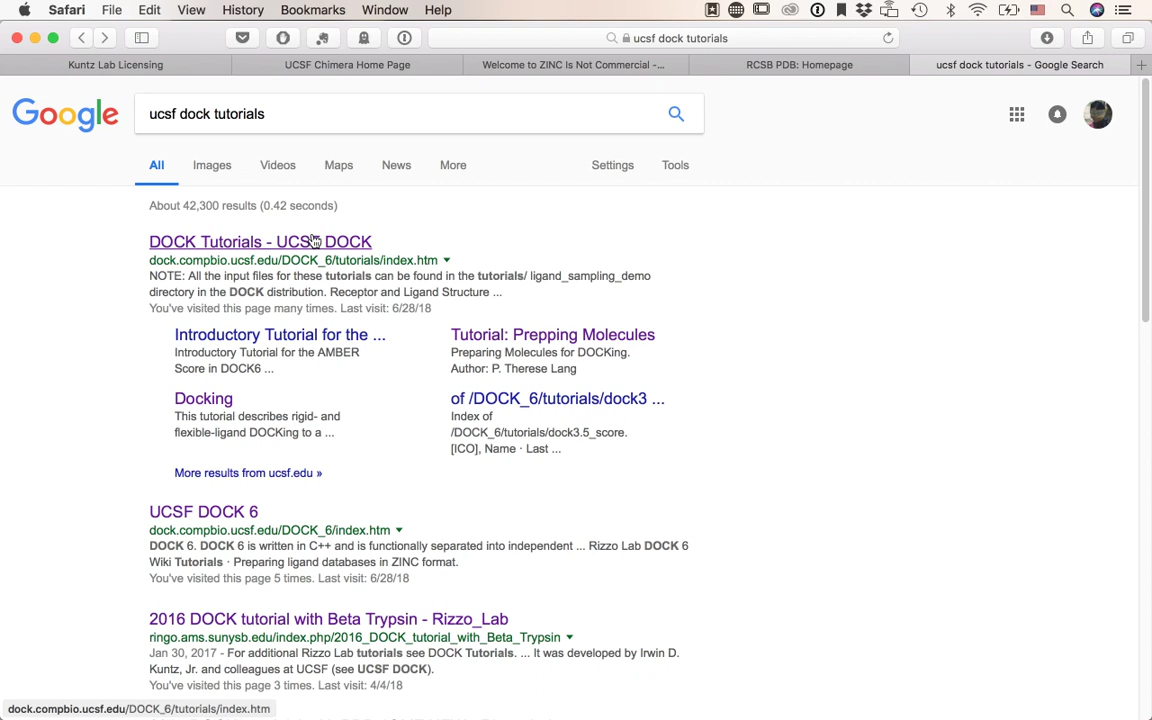 Safari File Edit View History Bookmarks Window Help
ucsf dock tutorials
Kuntz Lab Licensing
UCSF Chimera Home Page
Welcome to ZINC Is Not Commercial -...
RCSB PDB: Homepage
ucsf dock tutorials - Google Search
Google
ucsf dock tutorials
All Images Videos Maps News More Settings Tools
About 42,300 results (0.42 seconds)
DOCK Tutorials - UCSF DOCK
dock.compbio.ucsf.edu/DOCK_6/tutorials/index.htm
NOTE: All the input files for these tutorials can be found in the tutorials/ ligand_sampling_demo
directory in the DOCK distribution. Receptor and Ligand Structure ...
You've visited this page many times. Last visit: 6/28/18
Introductory Tutorial for the ...
Introductory Tutorial for the AMBER
Score in DOCK6 ...
Tutorial: Prepping Molecules
Preparing Molecules for DOCKing.
Author: P. Therese Lang
Docking
This tutorial describes rigid- and
flexible-ligand DOCKing to a ...
of /DOCK_6/tutorials/dock3 ...
Index of
/DOCK_6/tutorials/dock3.5_score.
[ICO], Name · Last ...
More results from ucsf.edu »
UCSF DOCK 6
dock.compbio.ucsf.edu/DOCK_6/index.htm
DOCK 6. DOCK 6 is written in C++ and is functionally separated into independent ... Rizzo Lab DOCK 6
Wiki Tutorials · Preparing ligand databases in ZINC format.
You've visited this page 5 times. Last visit: 6/28/18
2016 DOCK tutorial with Beta Trypsin - Rizzo_Lab
ringo.ams.sunysb.edu/index.php/2016_DOCK_tutorial_with_Beta_Trypsin
Jan 30, 2017 - For additional Rizzo Lab tutorials see DOCK Tutorials. ... It was developed by Irwin D.
Kuntz, Jr. and colleagues at UCSF (see UCSF DOCK).
You've visited this page 3 times. Last visit: 4/4/18
dock.compbio.ucsf.edu/DOCK_6/tutorials/index.htm